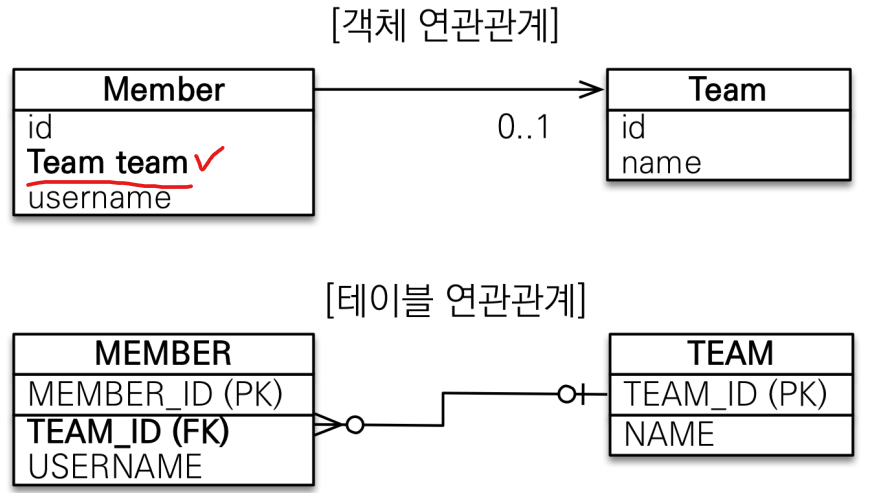 [객체 연관관계]
Member
id
Team team
username
0..1
Team
id
name
[테이블 연관관계]
MEMBER
MEMBER_ID (PK)
TEAM_ID (FK)
USERNAME
TEAM
TEAM_ID (PK)
NAME